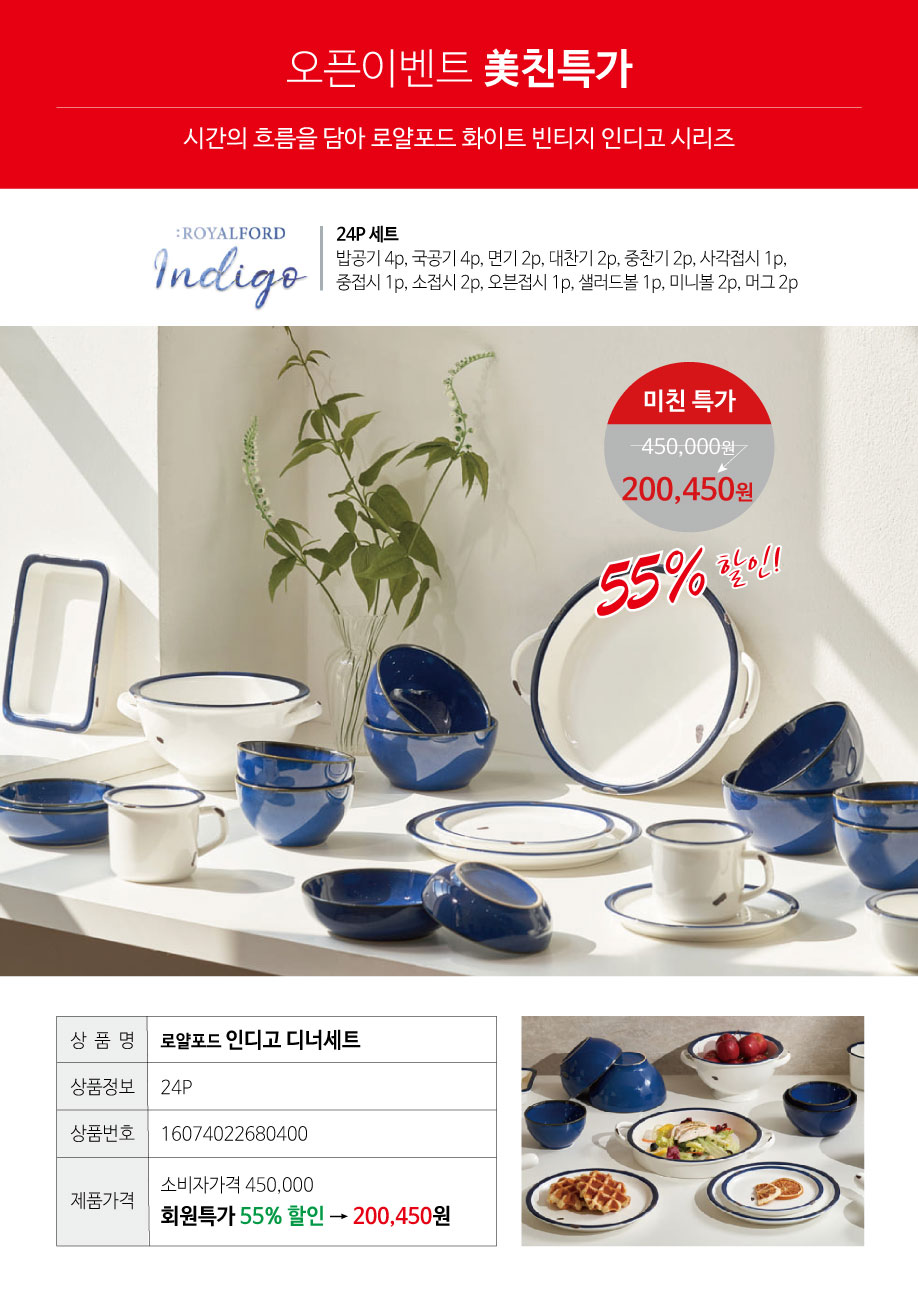 오픈이벤트 美친특가
시간의 흐름을 담아 로얄포드 화이트 빈티지 인디고 시리즈
:ROYALFORD
Indigo
24P 세트
밥공기 4p, 국공기 4p, 면기 2p, 대찬기 2p, 중찬기 2p, 사각접시 1p,
중접시 1p, 소접시 2p, 오븐접시 1p, 샐러드볼 1p, 미니볼 2p, 머그 2p
미친 특가
450,000원
200,450원
55% 할인!
상 품 명 로얄포드 인디고 디너세트
상품정보 24P
상품번호 16074022680400
제품가격 소비자가격 450,000
회원특가 55% 할인 → 200,450원